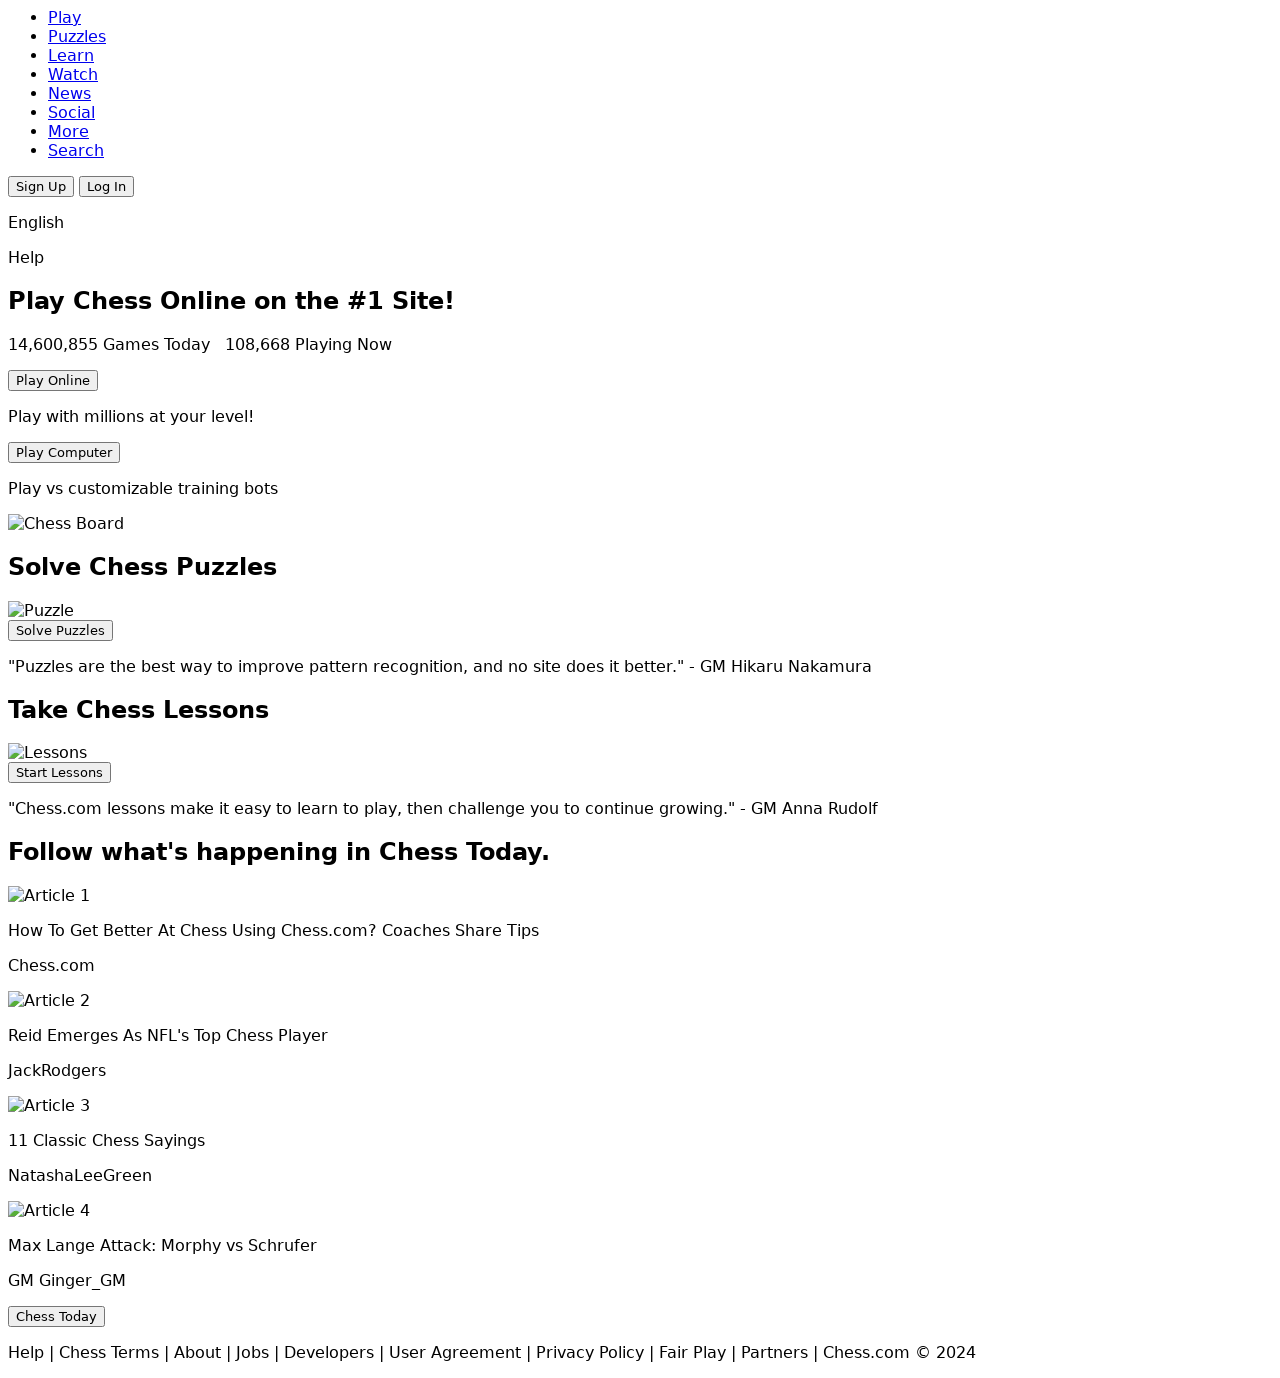 Play
Puzzles
Learn
Watch
News
Social
More
Search
Sign Up Log In
English
Help
Play Chess Online on the #1 Site!
14,600,855 Games Today 108,668 Playing Now
Play Online
Play with millions at your level!
Play Computer
Play vs customizable training bots
Chess Board
Solve Chess Puzzles
Puzzle
Solve Puzzles
"Puzzles are the best way to improve pattern recognition, and no site does it better." - GM Hikaru Nakamura
Take Chess Lessons
Lessons
Start Lessons
"Chess.com lessons make it easy to learn to play, then challenge you to continue growing." - GM Anna Rudolf
Follow what's happening in Chess Today.
Article 1
How To Get Better At Chess Using Chess.com? Coaches Share Tips
Chess.com
Article 2
Reid Emerges As NFL's Top Chess Player
JackRodgers
Article 3
11 Classic Chess Sayings
NatashaLeeGreen
Article 4
Max Lange Attack: Morphy vs Schrufer
GM Ginger_GM
Chess Today
Help | Chess Terms | About | Jobs | Developers | User Agreement | Privacy Policy | Fair Play | Partners | Chess.com © 2024